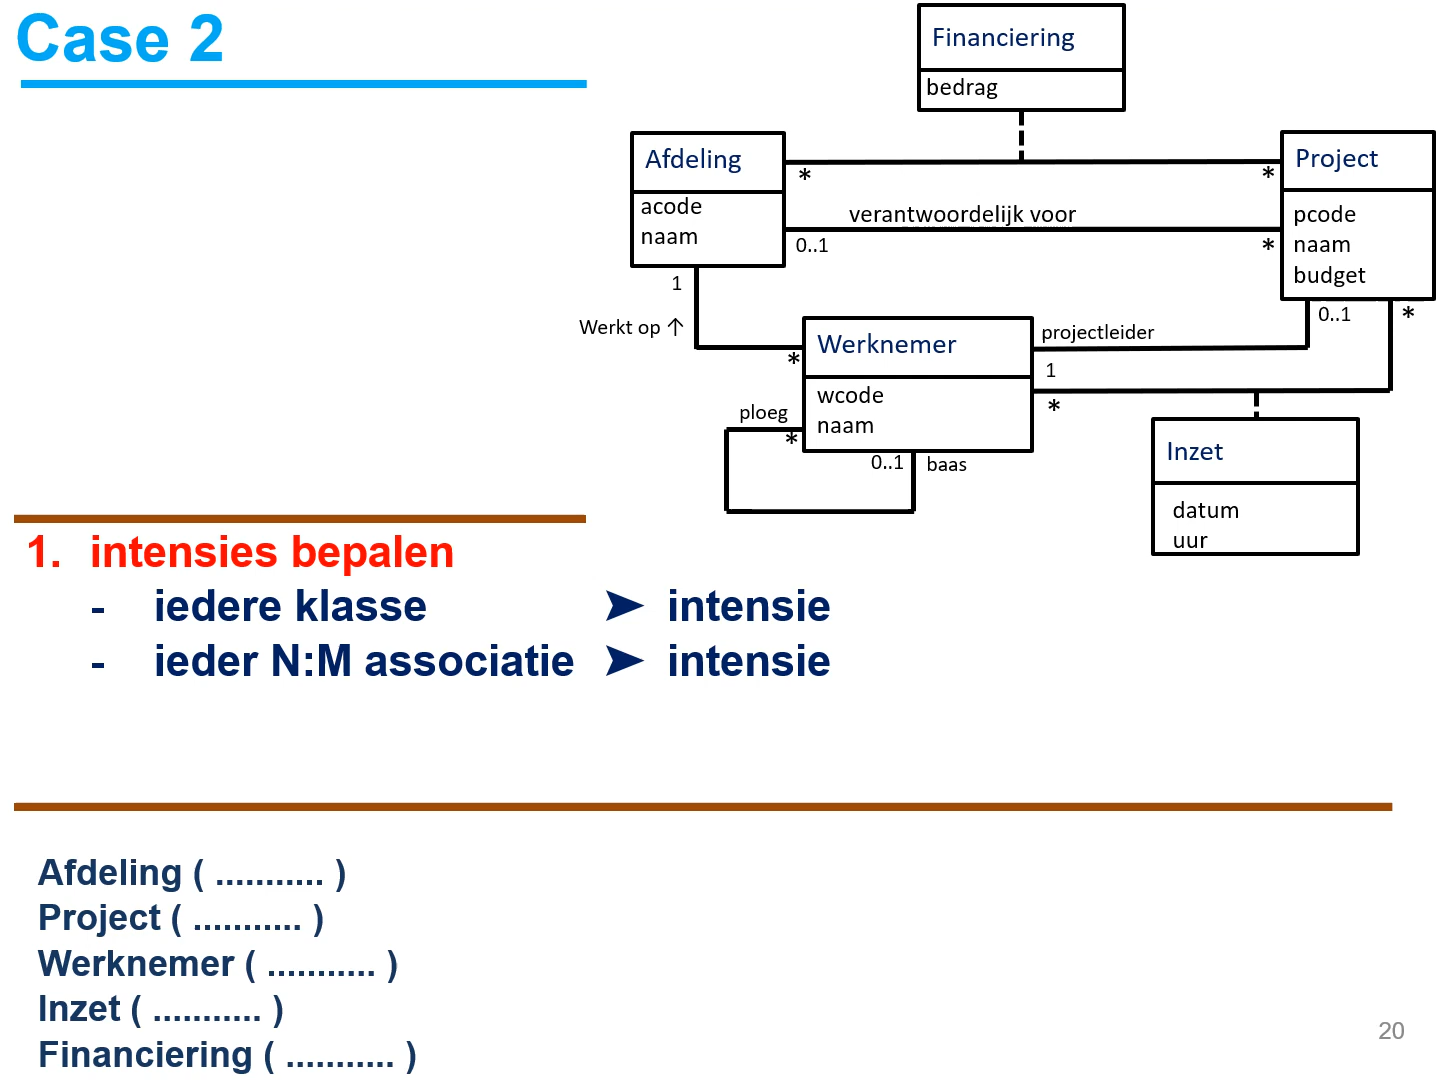 Case 2
Financiering
bedrag
Afdeling
acode
naam
*
*
verantwoordelijk voor
0..1
*
Project
pcode
naam
budget
1
Werkt op ↑
*
Werknemer
wcode
naam
projectleider
1
0..1
*
*
ploeg
*
0..1
baas
Inzet
datum
uur
1. intensies bepalen
- iedere klasse ➤ intensie
- ieder N:M associatie ➤ intensie
Afdeling ( ........... )
Project ( ........... )
Werknemer ( ........... )
Inzet ( ........... )
Financiering ( ........... )
20